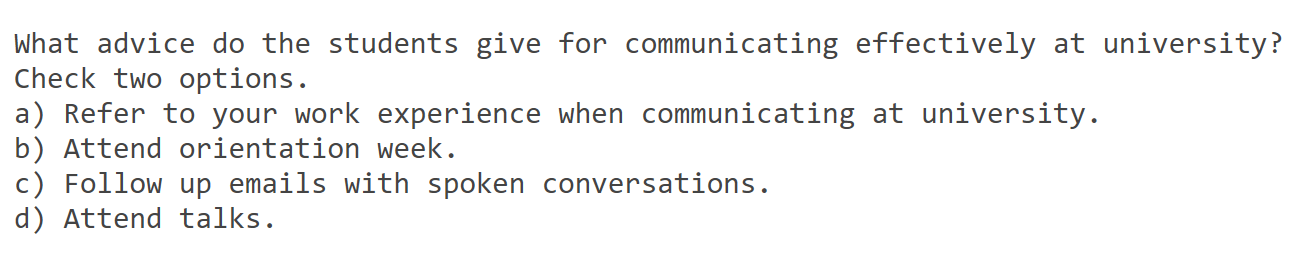 What advice do the students give for communicating effectively at university?
Check two options.
a) Refer to your work experience when communicating at university.
b) Attend orientation week.
c) Follow up emails with spoken conversations.
d) Attend talks.